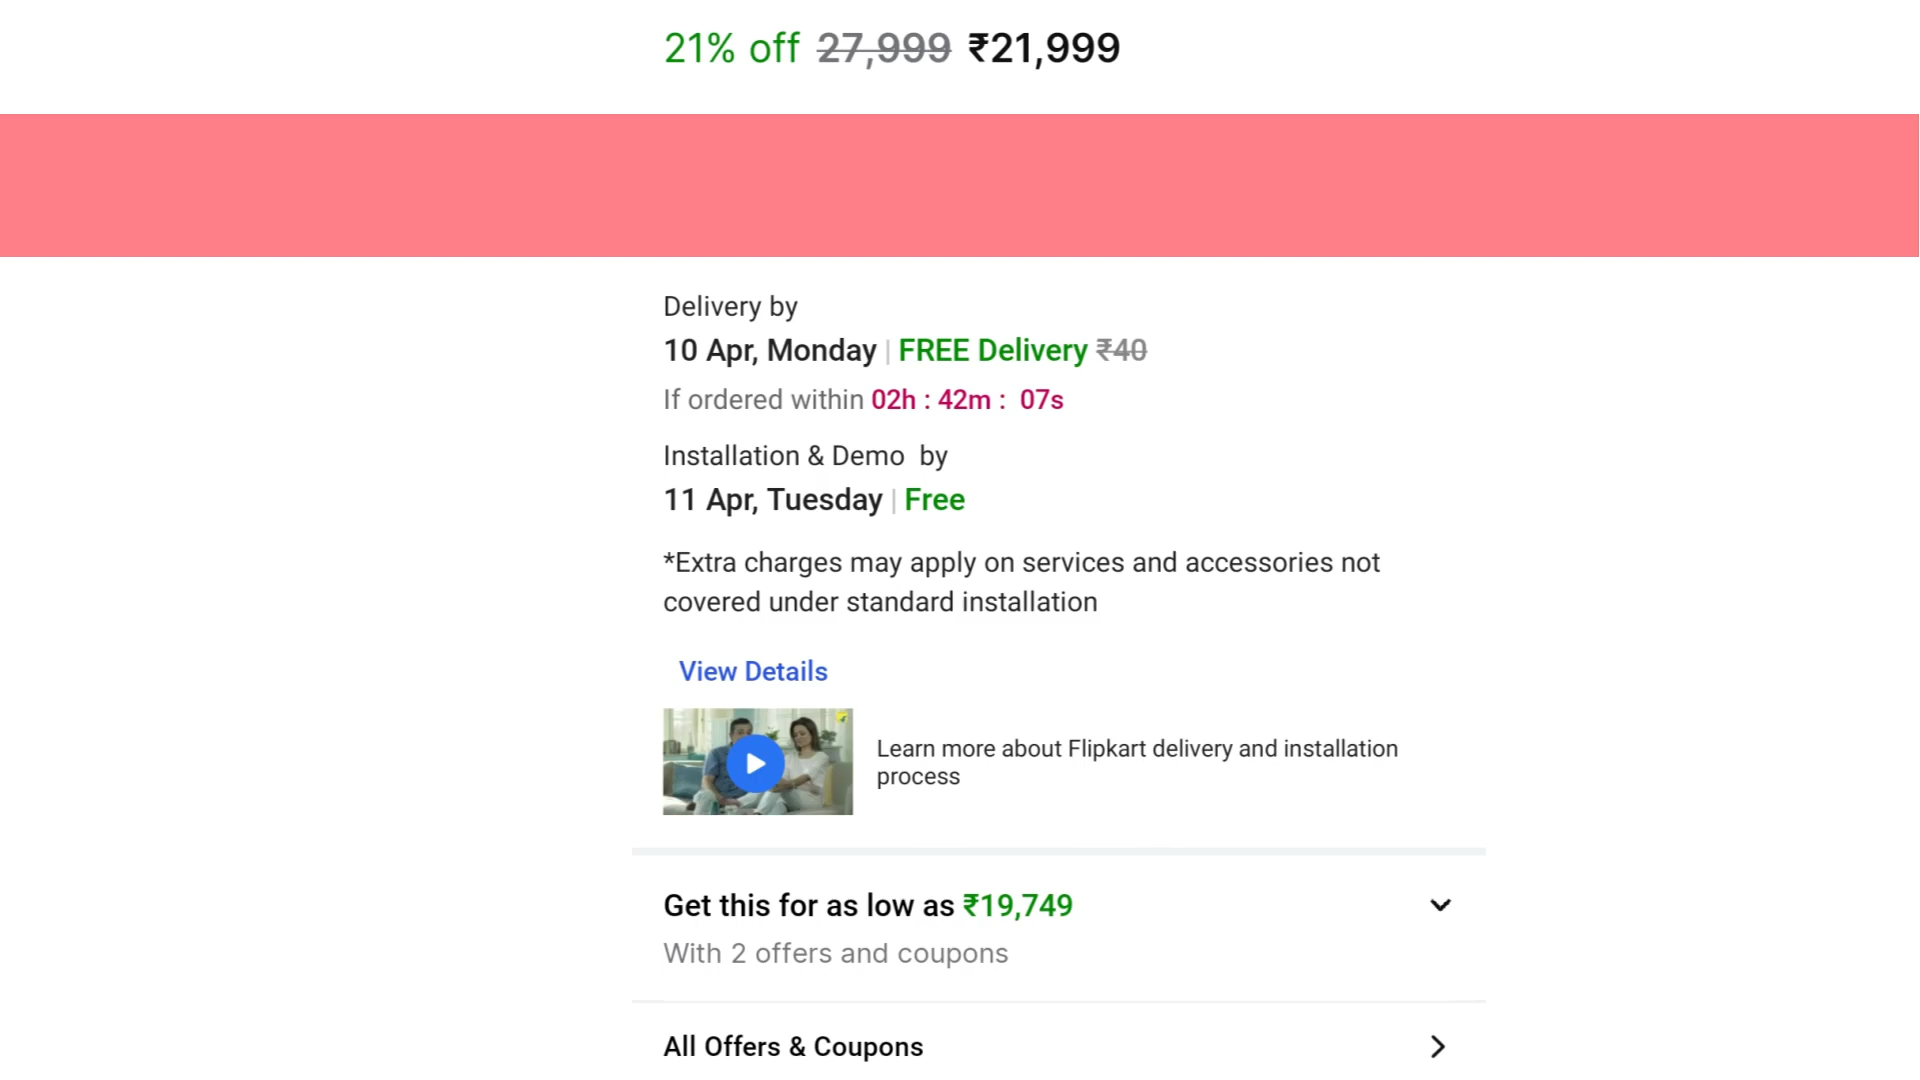 21% off 27,999 ₹21,999
Delivery by
10 Apr, Monday | FREE Delivery ₹40
If ordered within 02h : 42m : 07s
Installation & Demo by
11 Apr, Tuesday | Free
*Extra charges may apply on services and accessories not
covered under standard installation
View Details
Learn more about Flipkart delivery and installation
process
Get this for as low as ₹19,749
With 2 offers and coupons
All Offers & Coupons